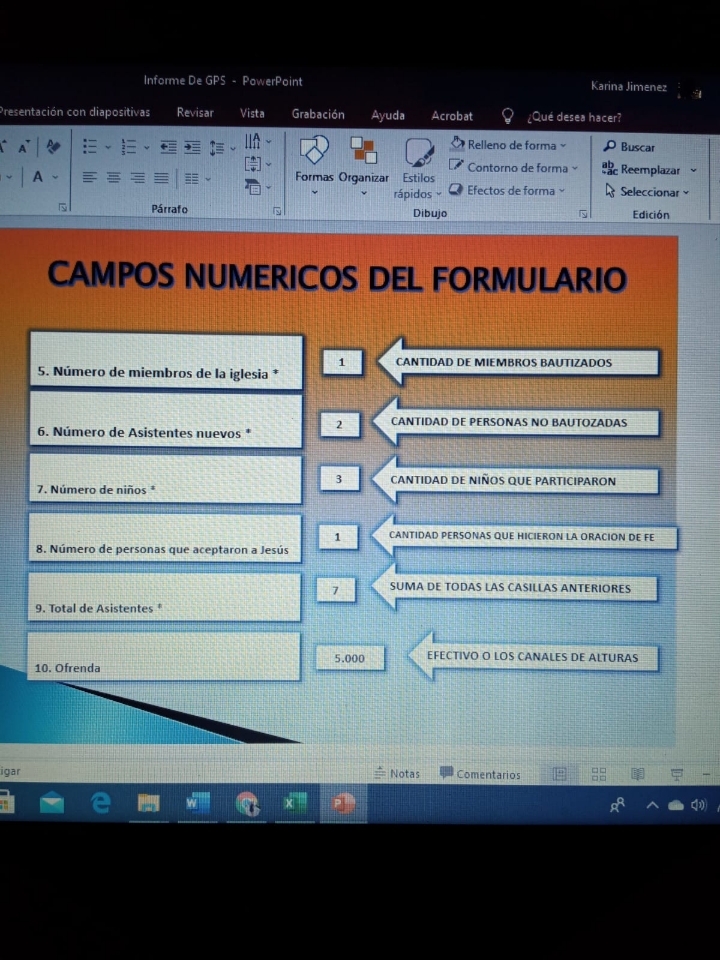 Informe De GPS - PowerPoint
Karina Jimenez
Presentación con diapositivas Revisar Vista Grabación Ayuda Acrobat ¿Qué desea hacer?
Relleno de forma
Buscar
Contorno de forma
Reemplazar
Formas Organizar Estilos rápidos
Efectos de forma
Seleccionar
Párrafo
Dibujo
Edición
CAMPOS NUMERICOS DEL FORMULARIO
5. Número de miembros de la iglesia * 1 CANTIDAD DE MIEMBROS BAUTIZADOS
6. Número de Asistentes nuevos * 2 CANTIDAD DE PERSONAS NO BAUTOZADAS
7. Número de niños * 3 CANTIDAD DE NIÑOS QUE PARTICIPARON
8. Número de personas que aceptaron a Jesús 1 CANTIDAD PERSONAS QUE HICIERON LA ORACION DE FE
9. Total de Asistentes * 7 SUMA DE TODAS LAS CASILLAS ANTERIORES
10. Ofrenda 5.000 EFECTIVO O LOS CANALES DE ALTURAS
igar
Notas Comentarios